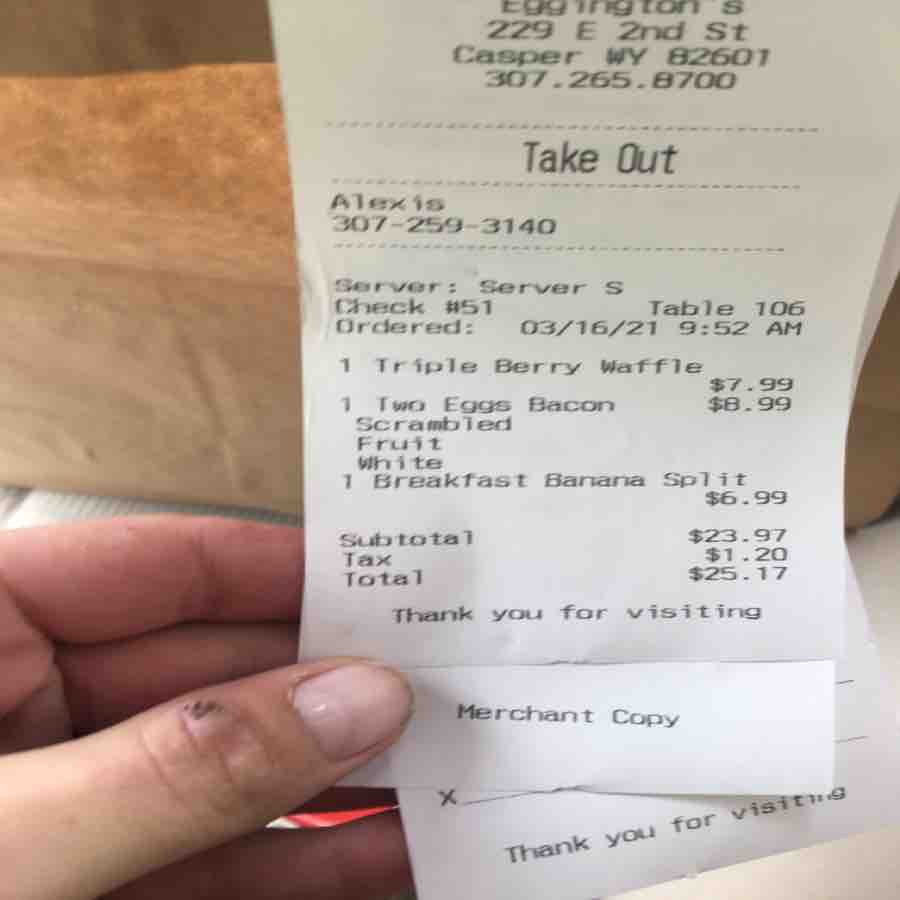 Eggington's
229 E 2nd St
Casper WY 82601
307.265.8700
Take Out
Alexis
307-259-3140
Server: Server S
Check #51 Table 106
Ordered: 03/16/21 9:52 AM
1 Triple Berry Waffle
$7.99
1 Two Eggs Bacon $8.99
Scrambled
Fruit
White
1 Breakfast Banana Split
$6.99
Subtotal $23.97
Tax $1.20
Total $25.17
Thank you for visiting
Merchant Copy
X
Thank you for visiting